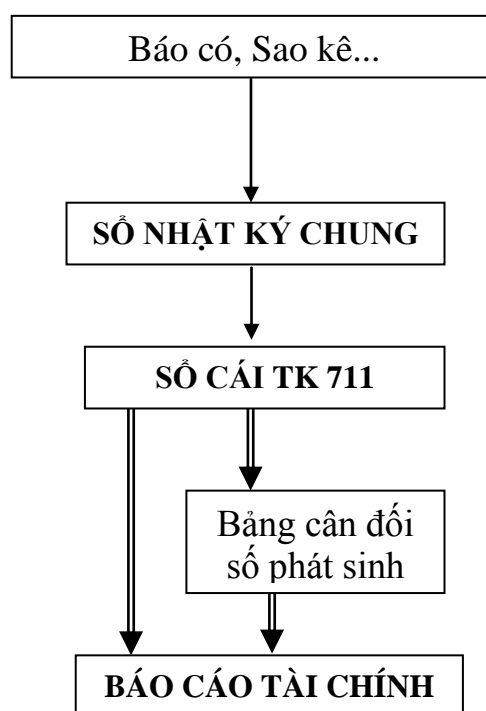 Báo có, Sao kê...
SỔ NHẬT KÝ CHUNG
SỔ CÁI TK 711
Bảng cân đối
số phát sinh
BÁO CÁO TÀI CHÍNH